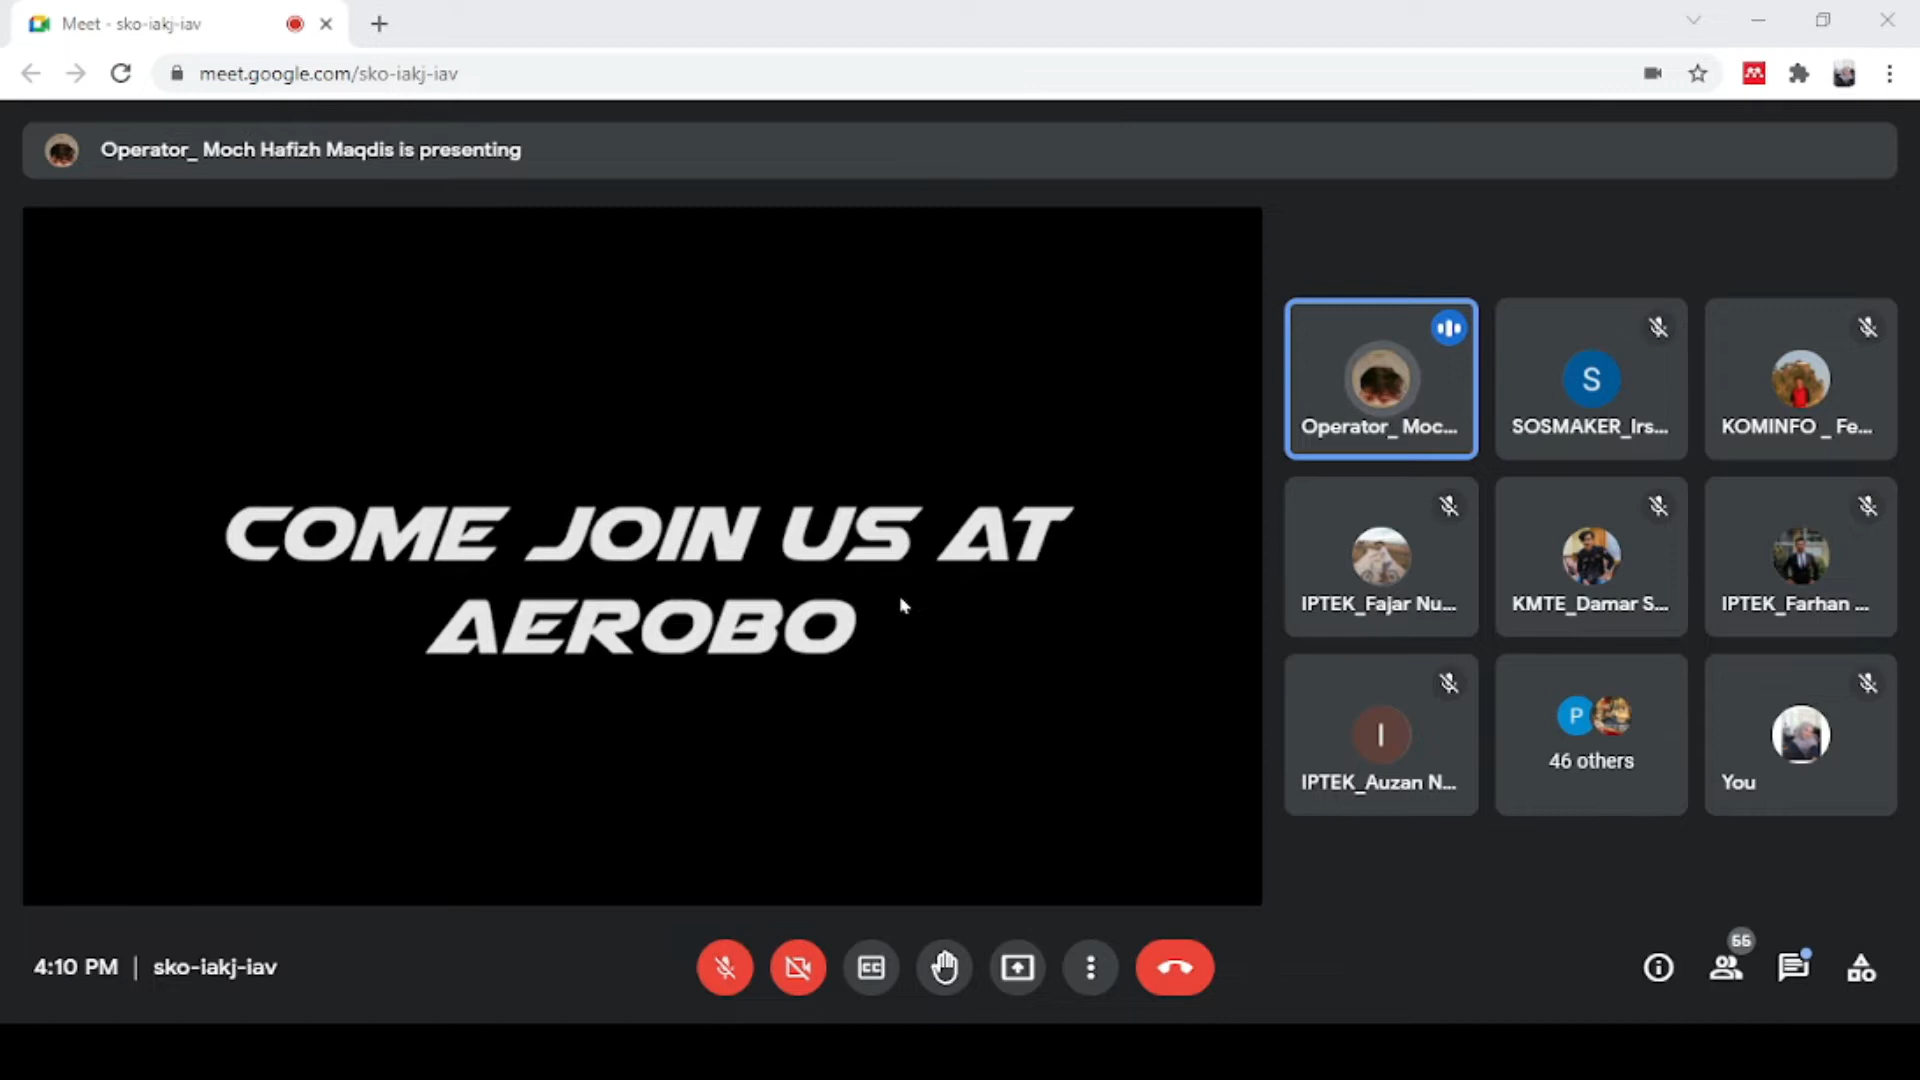 Meet - sko-iakj-iav
meet.google.com/sko-iakj-iav
Operator_ Moch Hafizh Maqdis is presenting
COME JOIN US AT
AEROBO
Operator_ Moc...
S
SOSMAKER_Irs...
KOMINFO _ Fe...
IPTEK_Fajar Nu...
KMTE_Damar S...
IPTEK_Farhan ...
I
IPTEK_Auzan N...
P
46 others
You
4:10 PM | sko-iakj-iav
CC
55